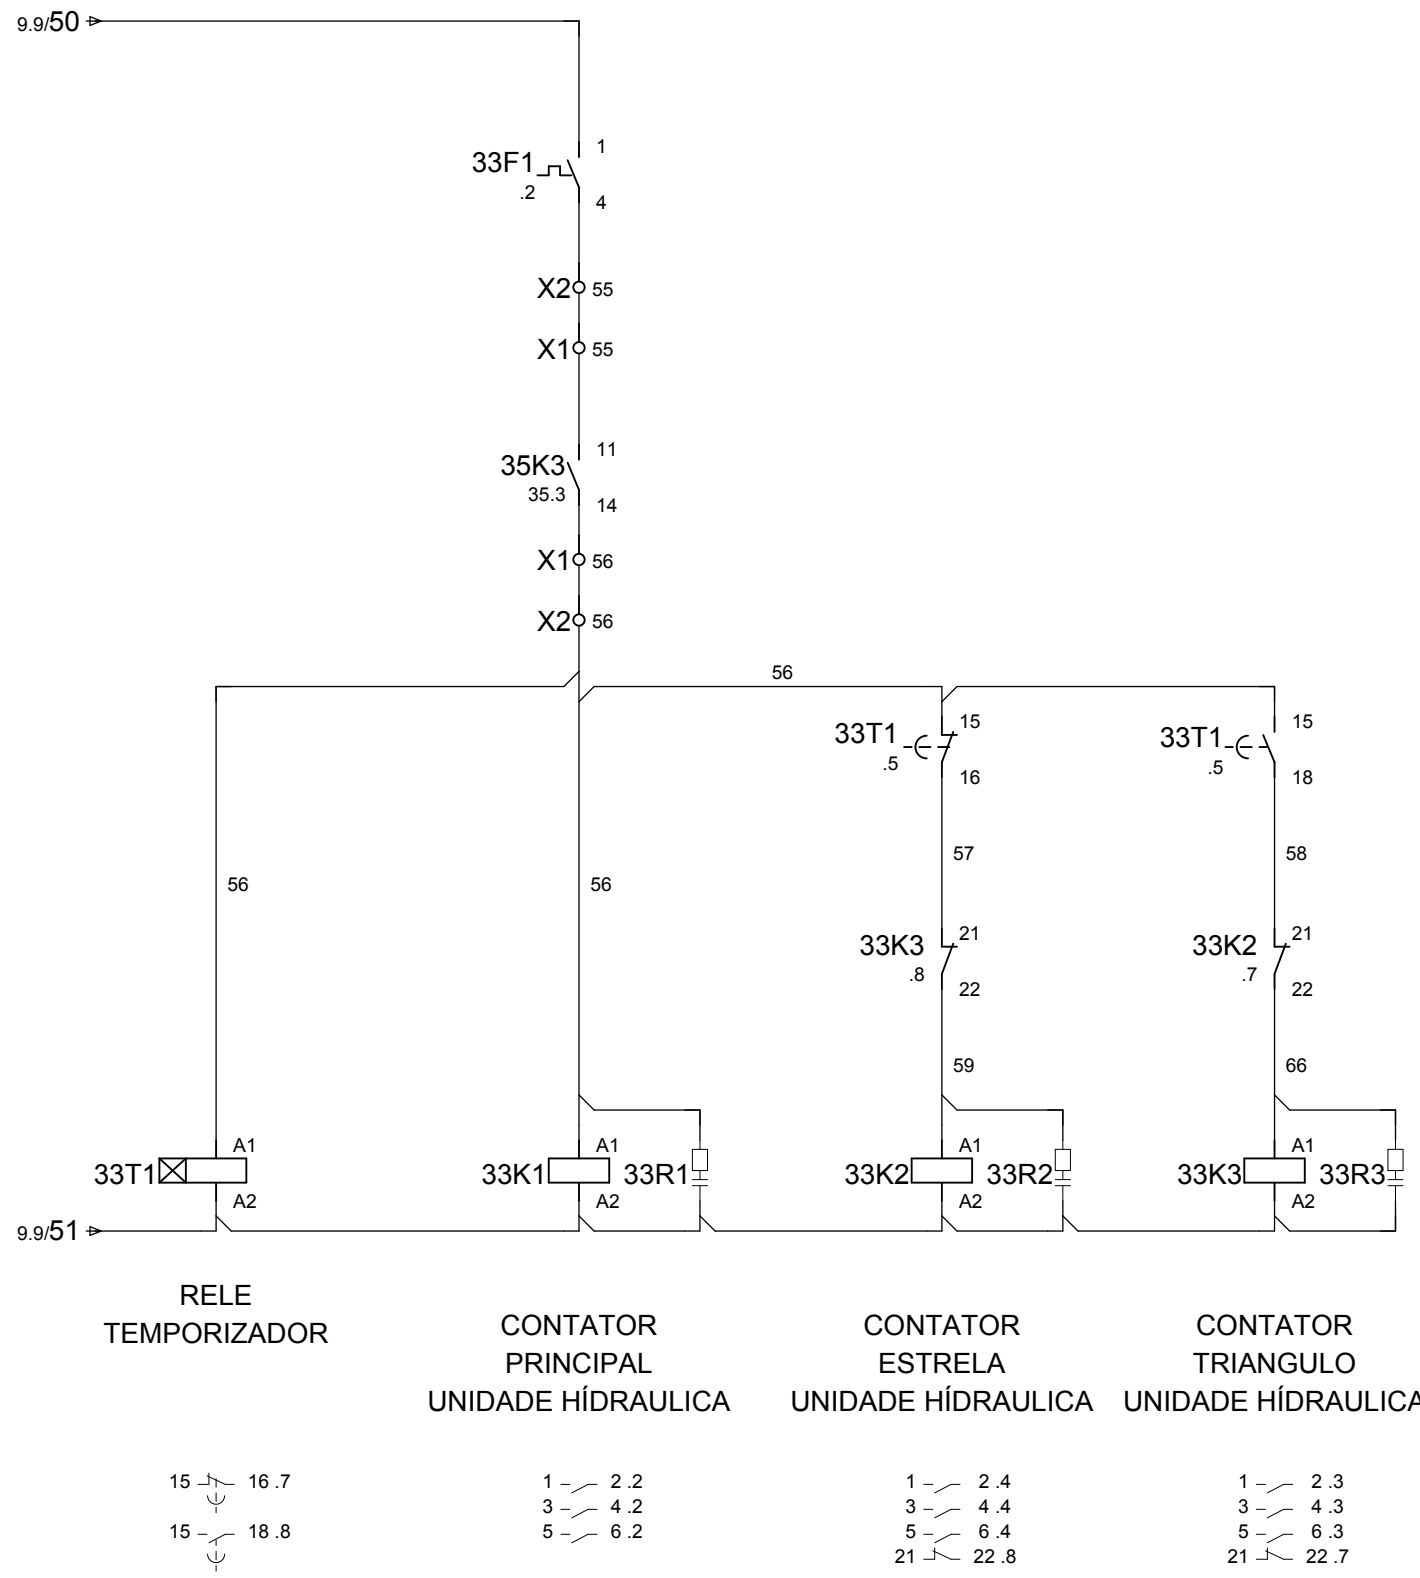 9.9/50
33F1
.2
1
4
X2 55
X1 55
35K3
35.3
11
14
X1 56
X2 56
56
33T1
.5
15
16
33T1
.5
15
18
56
56
57
58
33K3
.8
21
22
33K2
.7
21
22
59
66
33T1
A1
A2
33K1
A1
A2
33R1
33K2
A1
A2
33R2
33K3
A1
A2
33R3
9.9/51
RELE
TEMPORIZADOR
CONTATOR
PRINCIPAL
UNIDADE HÍDRAULICA
CONTATOR
ESTRELA
UNIDADE HÍDRAULICA
CONTATOR
TRIANGULO
UNIDADE HÍDRAULICA
15 16 .7
15 18 .8
1 2 .2
3 4 .2
5 6 .2
1 2 .4
3 4 .4
5 6 .4
21 22 .8
1 2 .3
3 4 .3
5 6 .3
21 22 .7